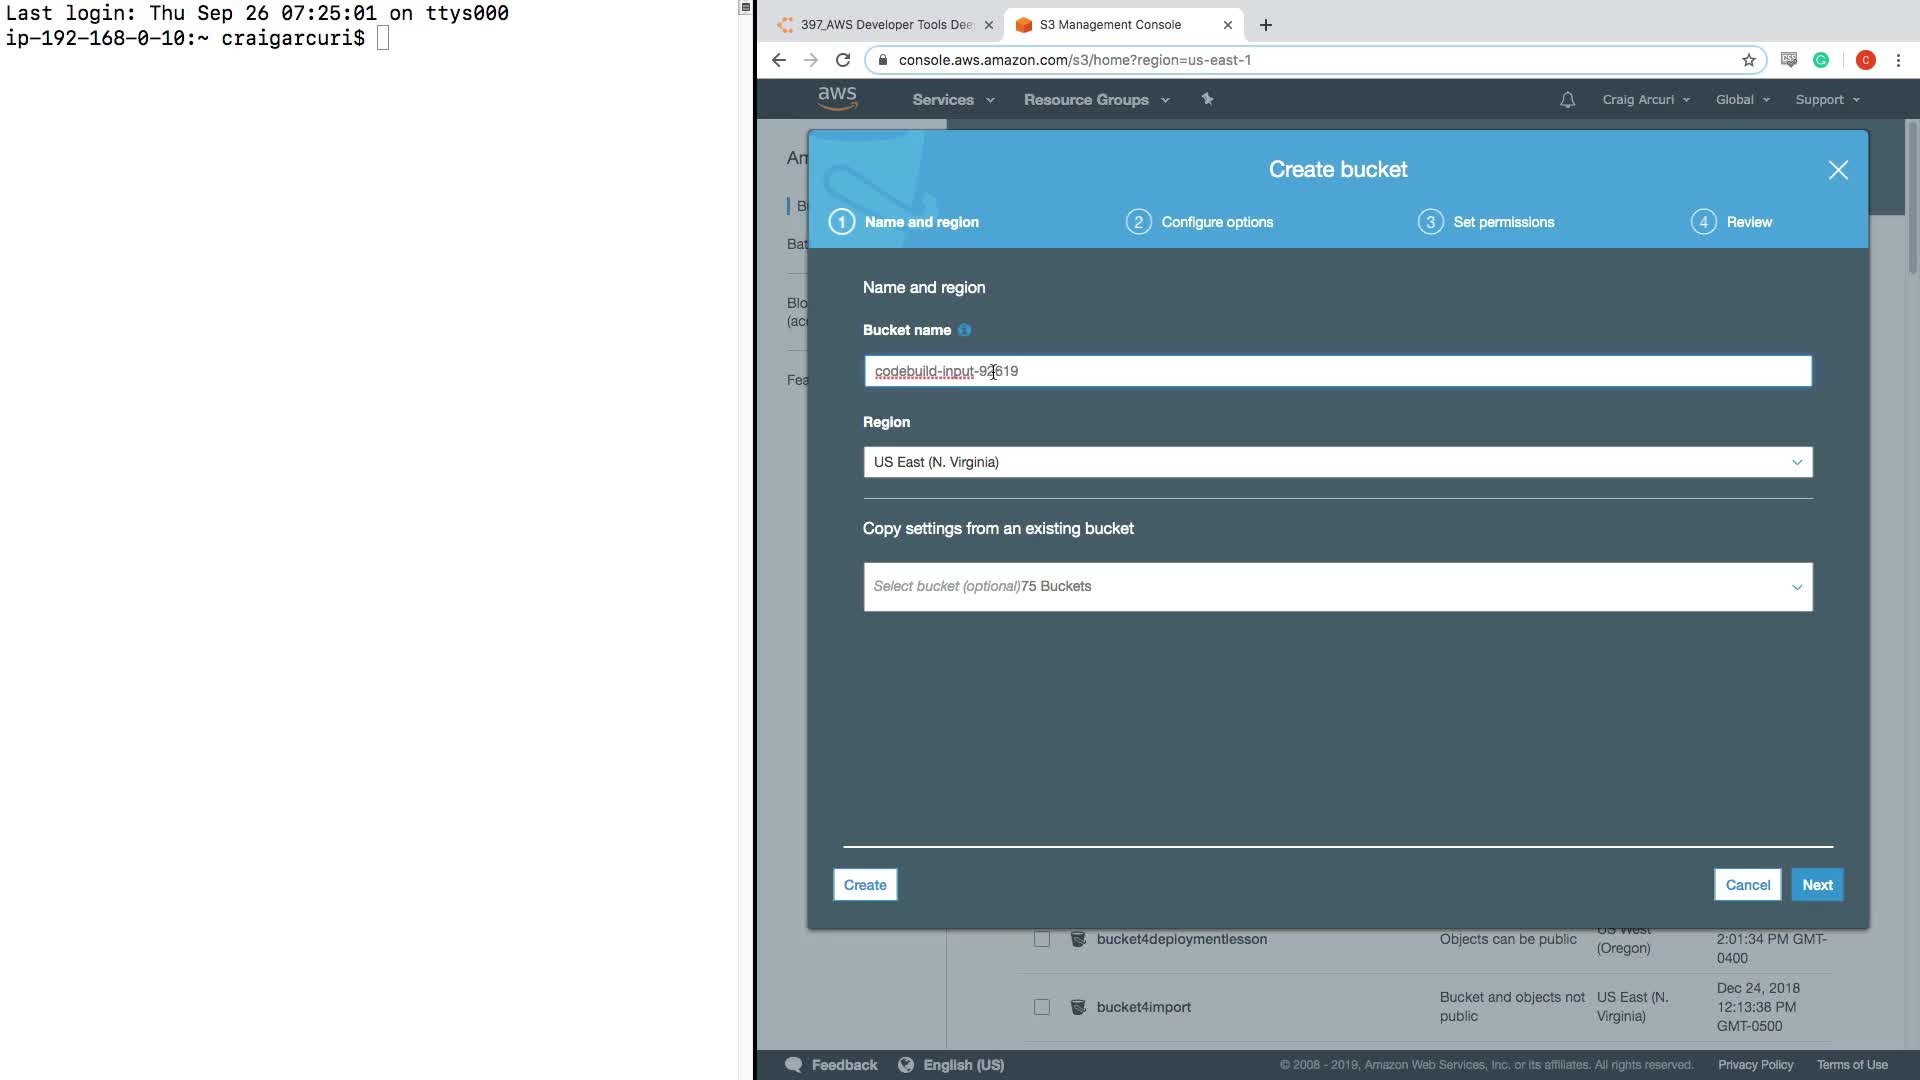 Last login: Thu Sep 26 07:25:01 on ttys000
ip-192-168-0-10:~ craigarcuri$
397_AWS Developer Tools Dee
S3 Management Console
console.aws.amazon.com/s3/home?region=us-east-1
CSS
G
C
aws
Services
Resource Groups
Craig Arcuri
Global
Support
Am
B
Bat
Blo
(acc
Fea
Create bucket
1 Name and region
2 Configure options
3 Set permissions
4 Review
Name and region
Bucket name
codebuild-input-92619
Region
US East (N. Virginia)
Copy settings from an existing bucket
Select bucket (optional)75 Buckets
Create
Cancel
Next
bucket4deploymentlesson
Objects can be public
US West
(Oregon)
2:01:34 PM GMT-
0400
bucket4import
Bucket and objects not
public
US East (N.
Virginia)
Dec 24, 2018
12:13:38 PM
GMT-0500
Feedback
English (US)
© 2008 - 2019, Amazon Web Services, Inc. or its affiliates. All rights reserved.
Privacy Policy
Terms of Use